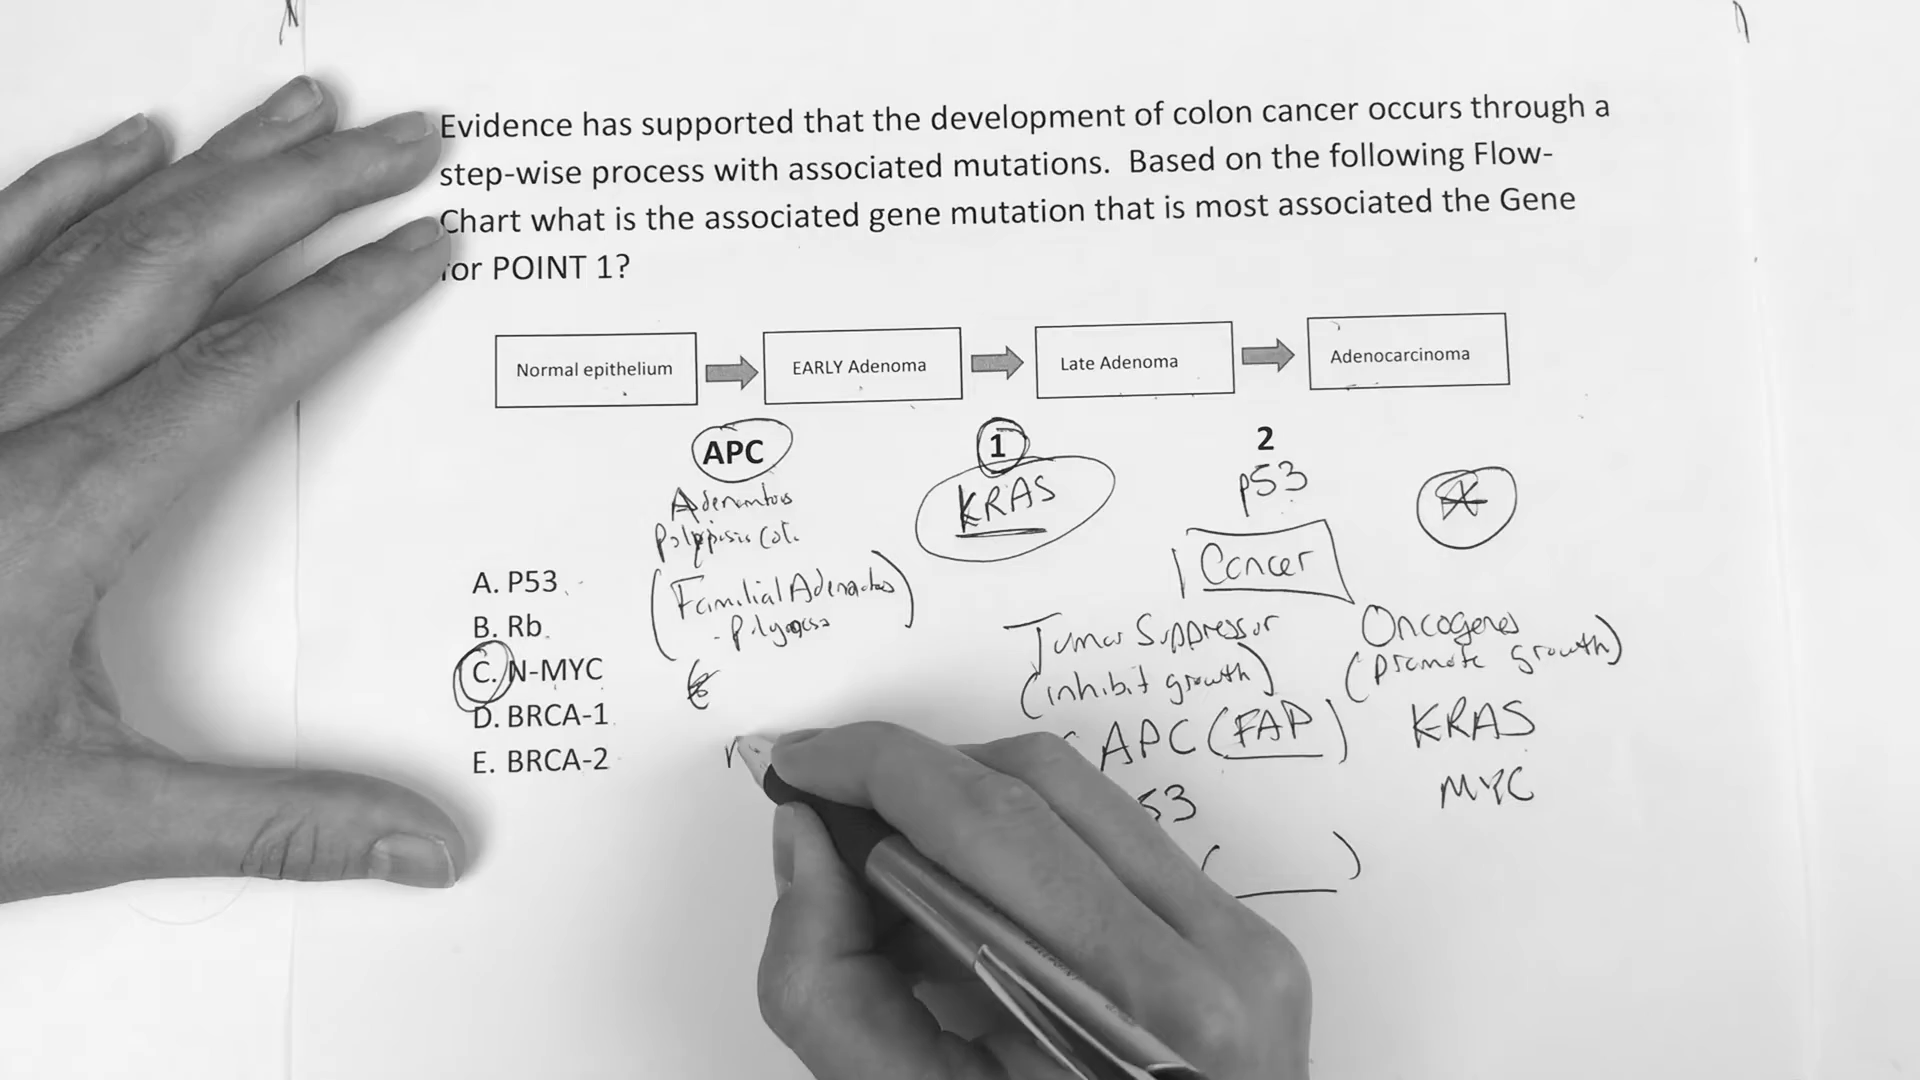 Evidence has supported that the development of colon cancer occurs through a
step-wise process with associated mutations. Based on the following Flow-
Chart what is the associated gene mutation that is most associated the Gene
for POINT 1?
Normal epithelium
EARLY Adenoma
Late Adenoma
Adenocarcinoma
APC
1
2
KRAS
p53
Cancer
A. P53
B. Rb
C. N-MYC
D. BRCA-1
E. BRCA-2
Polyposis Coli
(Familial
Tumor Suppressor
(inhibit growth)
APC (FAP)
53
( )
Oncogenes
(promote growth)
KRAS
MYC